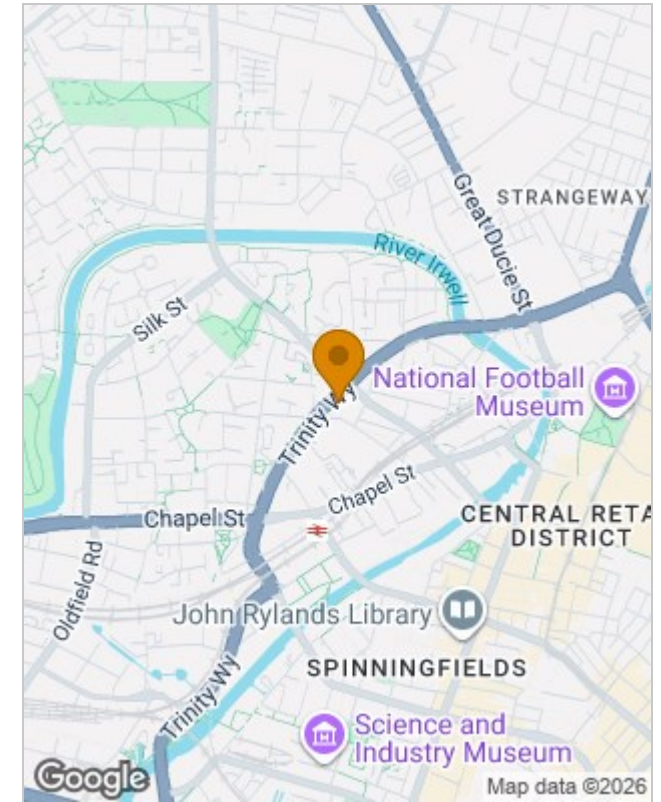 STRANGEWAY
Great Ducie St
River Irwell
Silk St
National Football
Museum
Trinity Wy
Chapel St
Chapel St
CENTRAL RETA
DISTRICT
Oldfield Rd
John Rylands Library
SPINNINGFIELDS
Trinity Wy
Science and
Industry Museum
Google
Map data ©2026